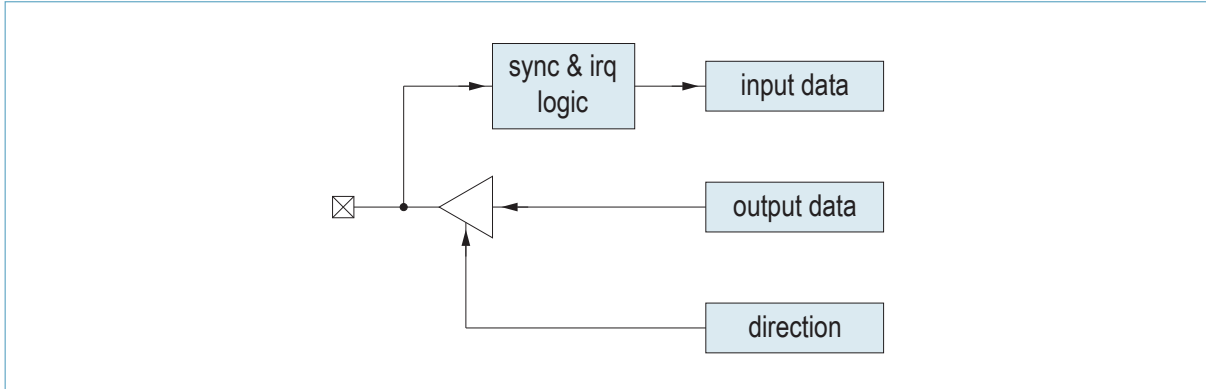 sync & irq
logic
input data
output data
direction